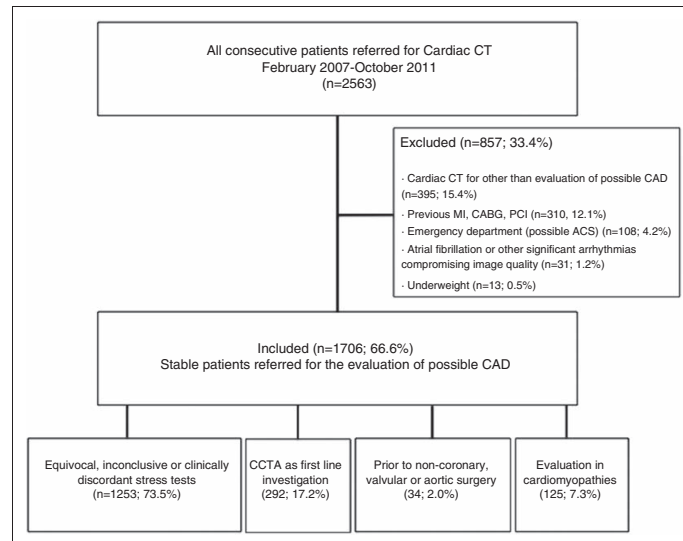 All consecutive patients referred for Cardiac CT
February 2007-October 2011
(n=2563)
Excluded (n=857; 33.4%)
· Cardiac CT for other than evaluation of possible CAD
(n=395; 15.4%)
· Previous MI, CABG, PCI (n=310, 12.1%)
· Emergency department (possible ACS) (n=108; 4.2%)
· Atrial fibrillation or other significant arrhythmias
compromising image quality (n=31; 1.2%)
· Underweight (n=13; 0.5%)
Included (n=1706; 66.6%)
Stable patients referred for the evaluation of possible CAD
Equivocal, inconclusive or clinically
discordant stress tests
(n=1253; 73.5%)
CCTA as first line
investigation
(292; 17.2%)
Prior to non-coronary,
valvular or aortic surgery
(34; 2.0%)
Evaluation in
cardiomyopathies
(125; 7.3%)